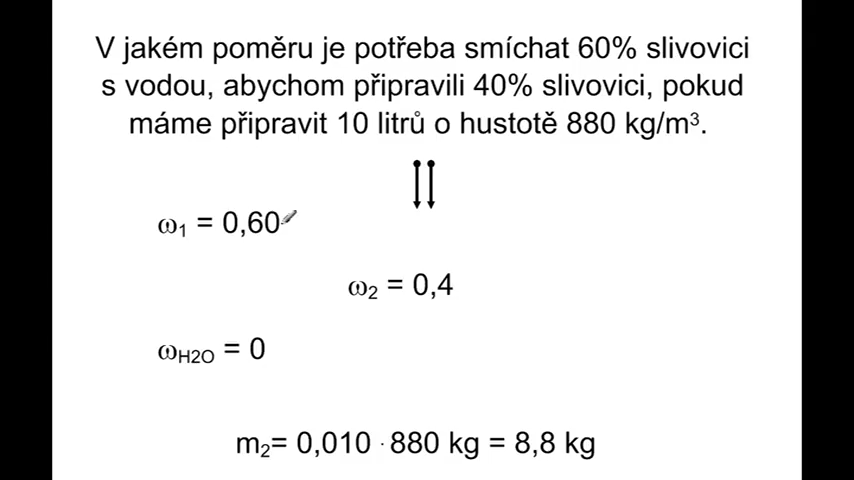 V jakém poměru je potřeba smíchat 60% slivovici
s vodou, abychom připravili 40% slivovici, pokud
máme připravit 10 litrů o hustotě 880 kg/m³.
ω₁ = 0,60
ω₂ = 0,4
ω_H2O = 0
m₂= 0,010 · 880 kg = 8,8 kg